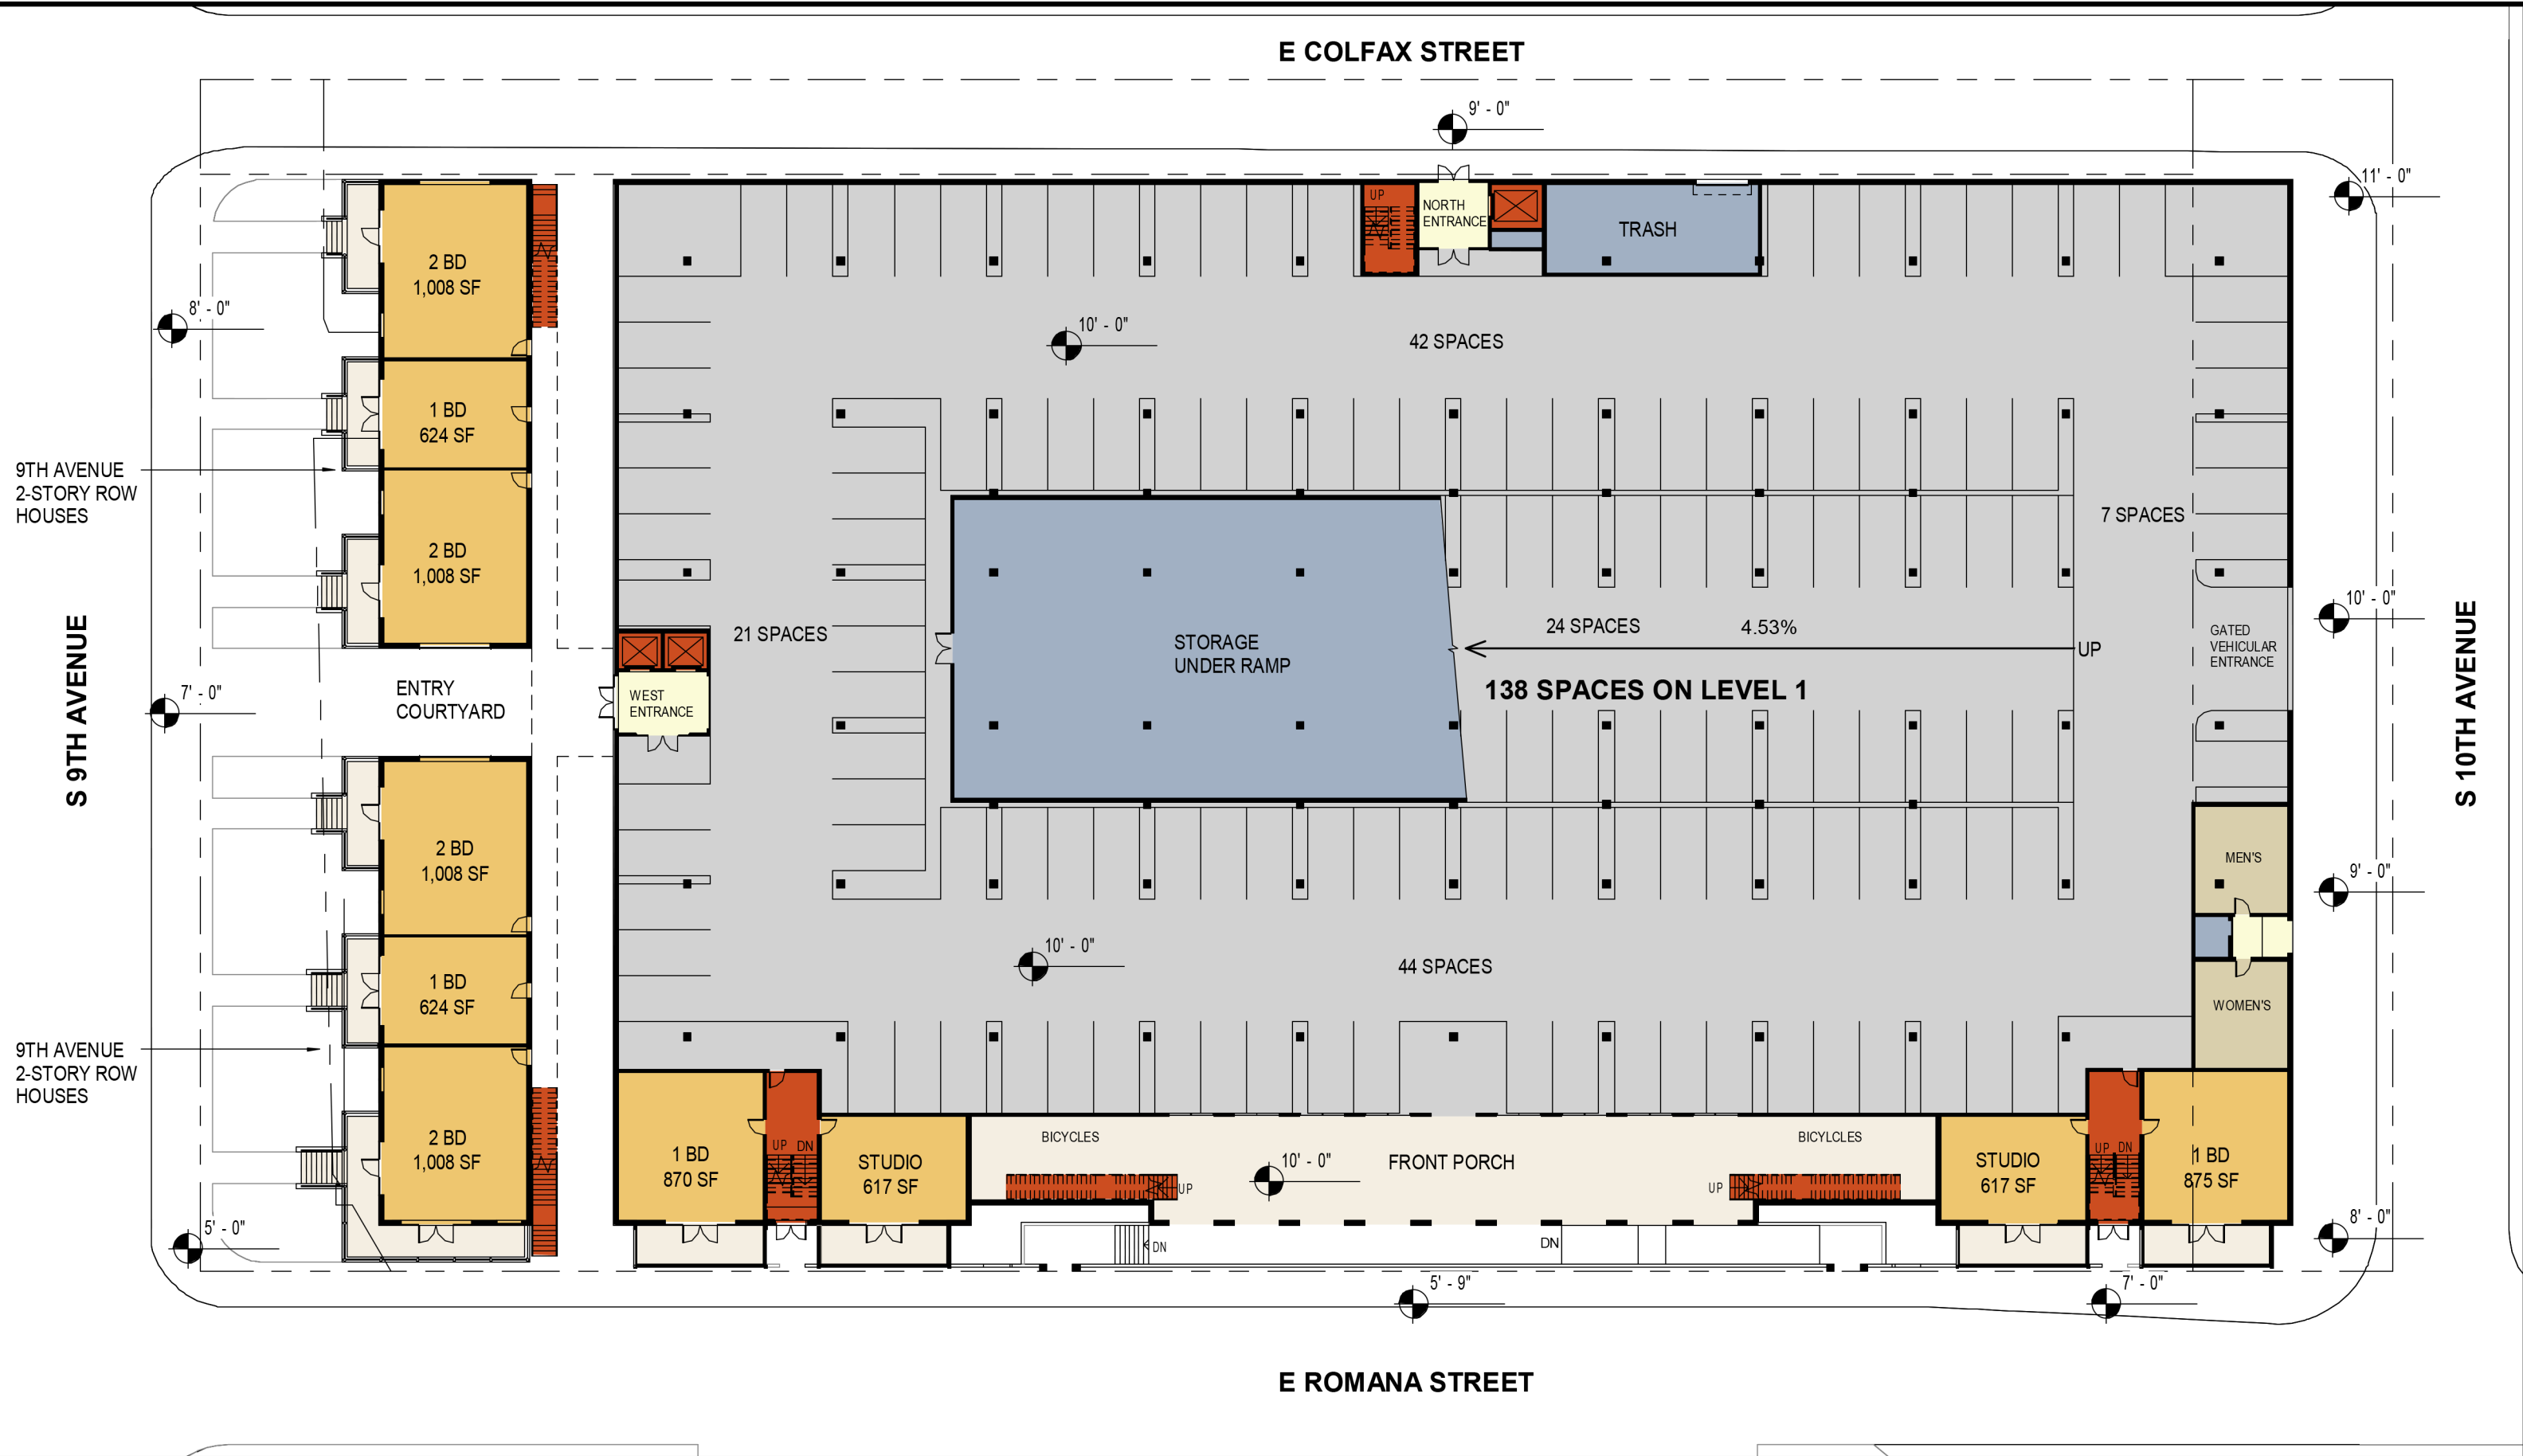 E COLFAX STREET
9' - 0"
11' - 0"
UP
NORTH
ENTRANCE
TRASH
2 BD
1,008 SF
8' - 0"
10' - 0"
42 SPACES
1 BD
624 SF
9TH AVENUE
2-STORY ROW
HOUSES
7 SPACES
2 BD
1,008 SF
S 9TH AVENUE
21 SPACES
STORAGE
UNDER RAMP
24 SPACES
4.53%
UP
GATED
VEHICULAR
ENTRANCE
10' - 0"
S 10TH AVENUE
7' - 0"
ENTRY
COURTYARD
WEST
ENTRANCE
138 SPACES ON LEVEL 1
2 BD
1,008 SF
MEN'S
9' - 0"
10' - 0"
44 SPACES
1 BD
624 SF
WOMEN'S
9TH AVENUE
2-STORY ROW
HOUSES
2 BD
1,008 SF
1 BD
870 SF
UP DN
STUDIO
617 SF
BICYCLES
UP
10' - 0"
FRONT PORCH
BICYLCLES
UP
STUDIO
617 SF
UP DN
1 BD
875 SF
5' - 0"
DN
DN
8' - 0"
5' - 9"
7' - 0"
E ROMANA STREET